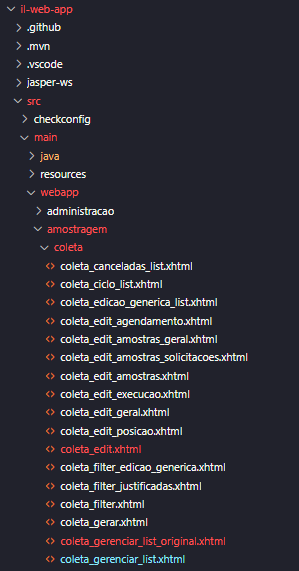 il-web-app
.github
.mvn
.vscode
jasper-ws
src
checkconfig
main
java
resources
webapp
administracao
amostragem
coleta
coleta_canceladas_list.xhtml
coleta_ciclo_list.xhtml
coleta_edicao_generica_list.xhtml
coleta_edit_agendamento.xhtml
coleta_edit_amostras_geral.xhtml
coleta_edit_amostras_solicitacoes.xhtml
coleta_edit_amostras.xhtml
coleta_edit_execucao.xhtml
coleta_edit_geral.xhtml
coleta_edit_posicao.xhtml
coleta_edit.xhtml
coleta_filter_edicao_generica.xhtml
coleta_filter_justificadas.xhtml
coleta_filter.xhtml
coleta_gerar.xhtml
coleta_gerenciar_list_original.xhtml
coleta_gerenciar_list.xhtml